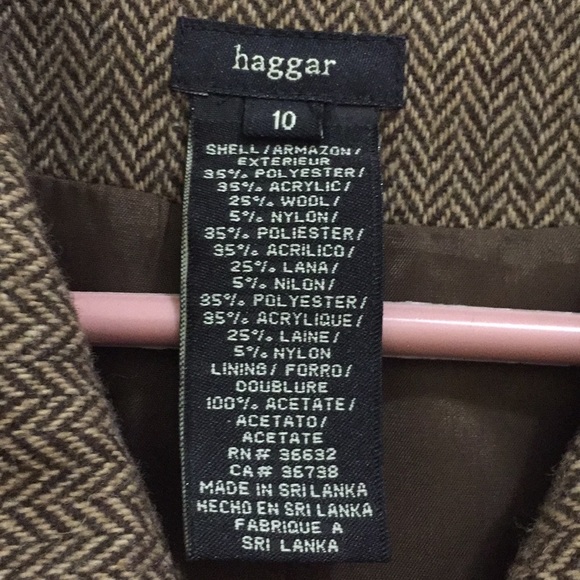 haggar
10
SHELL/ARMAZON/
EXTERIEUR
35% POLYESTER/
35% ACRYLIC/
25% WOOL/
5% NYLON/
35% POLIESTER/
35% ACRILICO/
25% LANA/
5% NILON/
35% POLYESTER/
35% ACRYLIQUE/
25% LAINE/
5% NYLON
LINING/ FORRO/
DOUBLURE
100% ACETATE/
ACETATO/
ACETATE
RN# 36632
CA# 36738
MADE IN SRI LANKA
HECHO EN SRI LANKA
FABRIQUE A
SRI LANKA